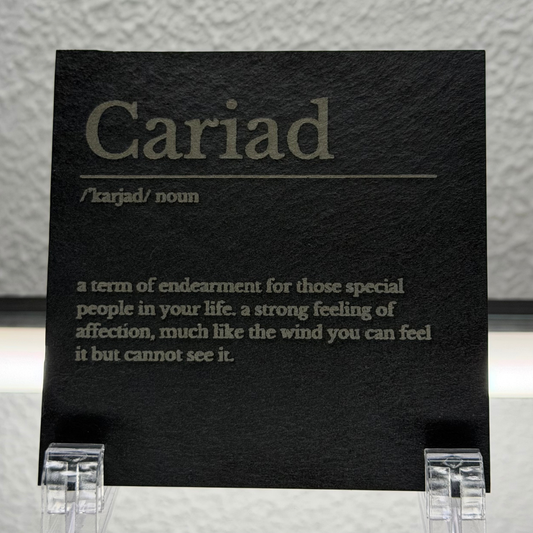 Cariad
/'karjad/ noun
a term of endearment for those special
people in your life. a strong feeling of
affection, much like the wind you can feel
it but cannot see it.